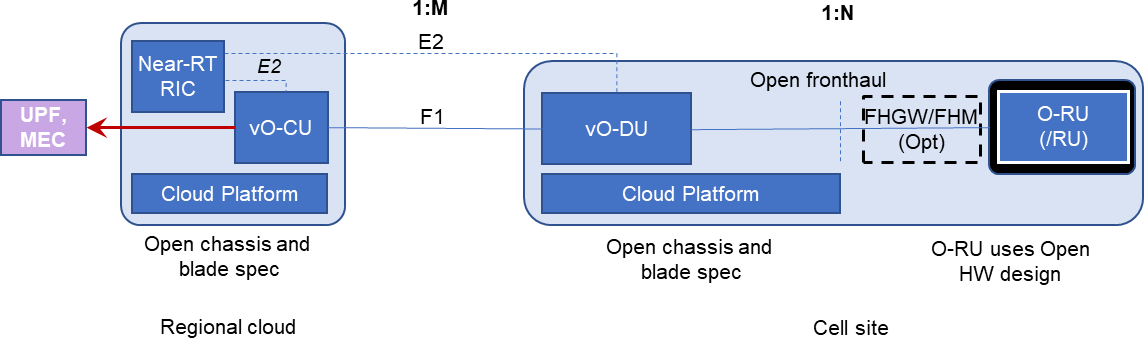 1:M
1:N
E2
Near-RT
RIC
E2
Open fronthaul
UPF,
MEC
vO-CU
F1
vO-DU
FHGW/FHM
(Opt)
O-RU
(/RU)
Cloud Platform
Cloud Platform
Open chassis and
blade spec
Open chassis and
blade spec
O-RU uses Open
HW design
Regional cloud
Cell site